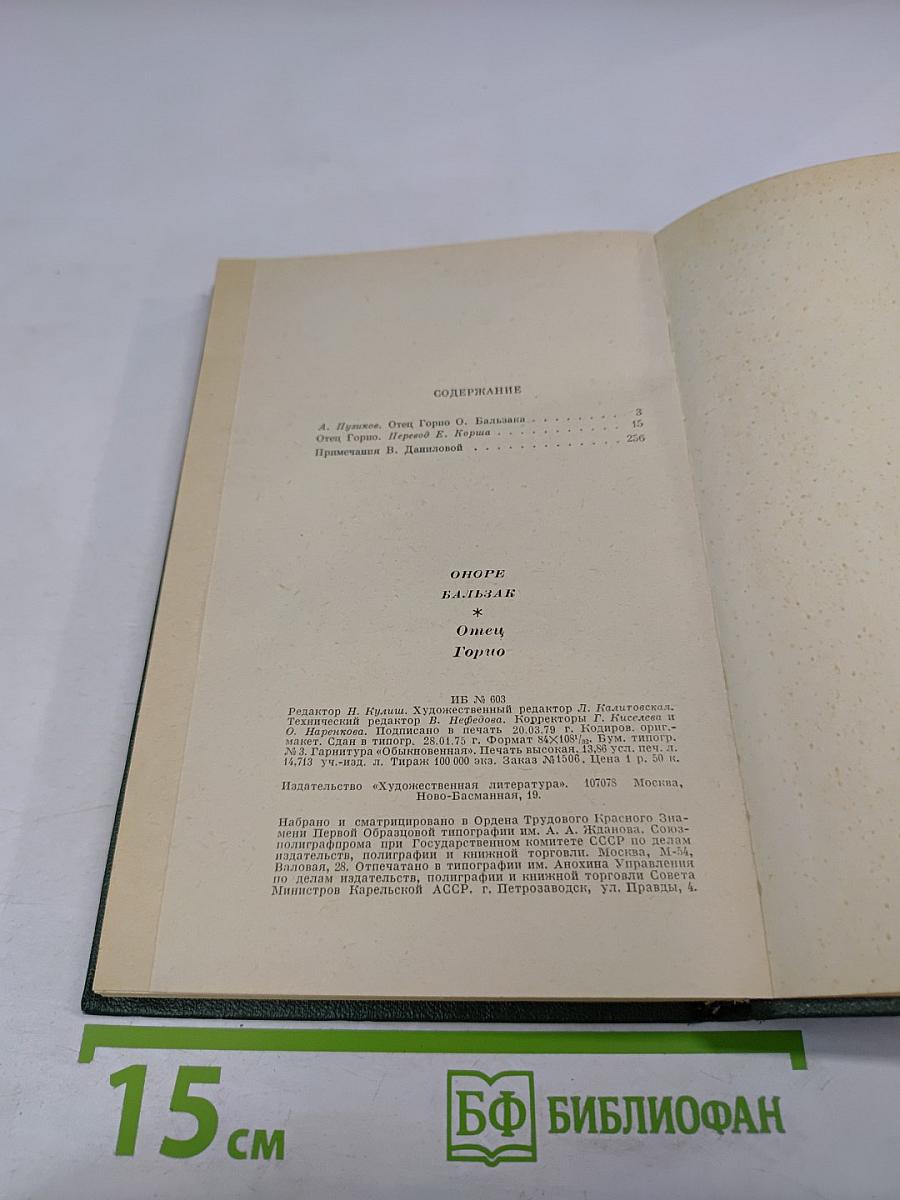 СОДЕРЖАНИЕ
А. Пузиков. Отец Горио О. Бальзака . . . . . . . . 3
Отец Горио. Перевод Е. Корша . . . . . . . . . . 15
Примечания В. Даниловой . . . . . . . . . . . . 256
ОНОРЕ
БАЛЬЗАК
*
Отец
Горио
ИБ № 603
Редактор Н. Кулиш. Художественный редактор Л. Калитовская.
Технический редактор В. Нефедова. Корректоры Г. Киселева и
О. Наренкова. Подписано в печать 20.03.79 г. Кодиров. ориг.-
макет. Сдан в типогр. 28.01.75 г. Формат 84×108¹/₃₂. Бум. типогр.
№ 3. Гарнитура «Обыкновенная». Печать высокая. 13,86 усл. печ. л.
14,713 уч.-изд. л. Тираж 100 000 экз. Заказ №1506. Цена 1 р. 50 к.
Издательство «Художественная литература». 107078 Москва,
Ново-Басманная, 19.
Набрано и сматрицировано в Ордена Трудового Красного Зна-
мени Первой Образцовой типографии им. А. А. Жданова. Союз-
полиграфпрома при Государственном комитете СССР по делам
издательств, полиграфии и книжной торговли. Москва, М-54,
Валовая, 28. Отпечатано в типографии им. Анохина Управления
по делам издательств, полиграфии и книжной торговли Совета
Министров Карельской АССР. г. Петрозаводск, ул. Правды, 4.
15 см
БФ БИБЛИОФАН